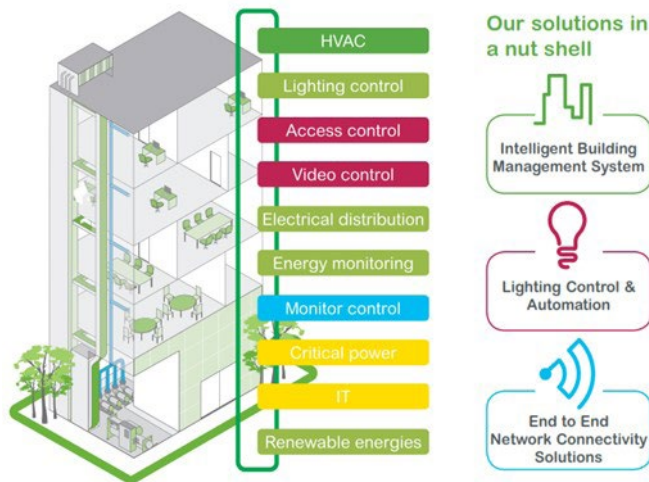 HVAC
Lighting control
Access control
Video control
Electrical distribution
Energy monitoring
Monitor control
Critical power
IT
Renewable energies
Our solutions in
a nut shell
Intelligent Building
Management System
Lighting Control &
Automation
End to End
Network Connectivity
Solutions